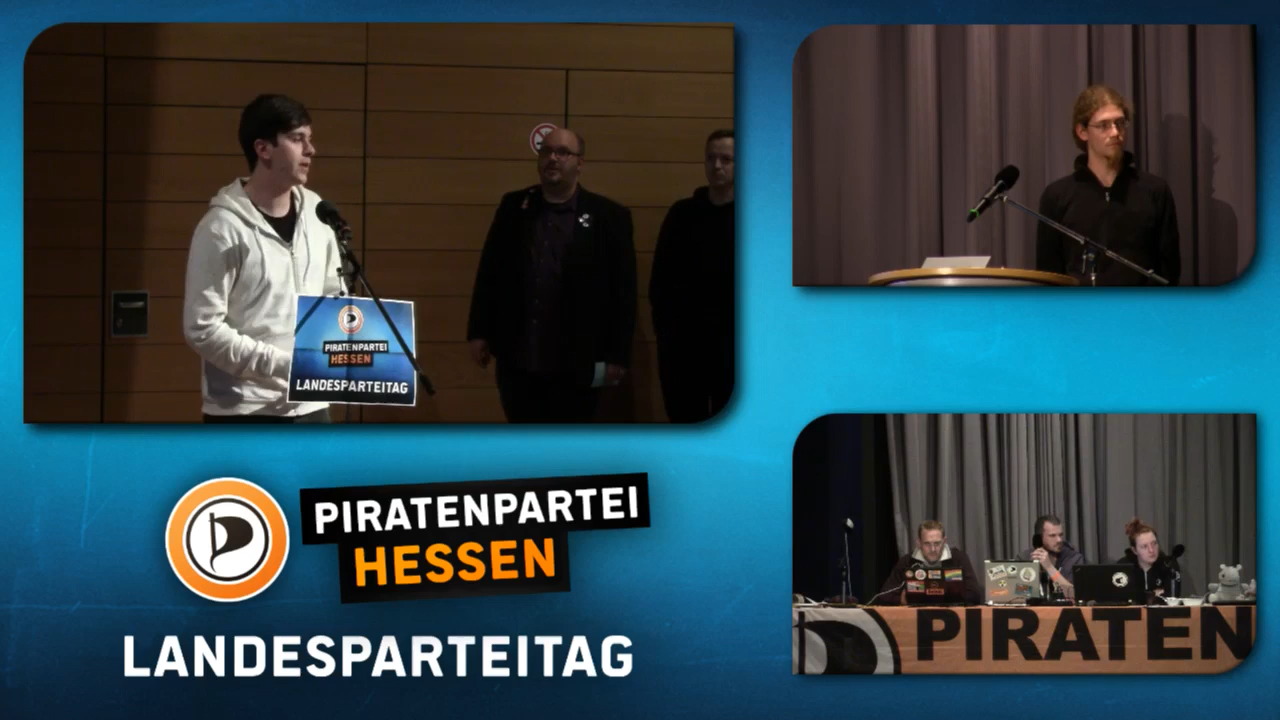 PIRATENPARTEI
HESSEN
LANDESPARTEITAG
PIRATENPARTEI
HESSEN
LANDESPARTEITAG
PIRATEN